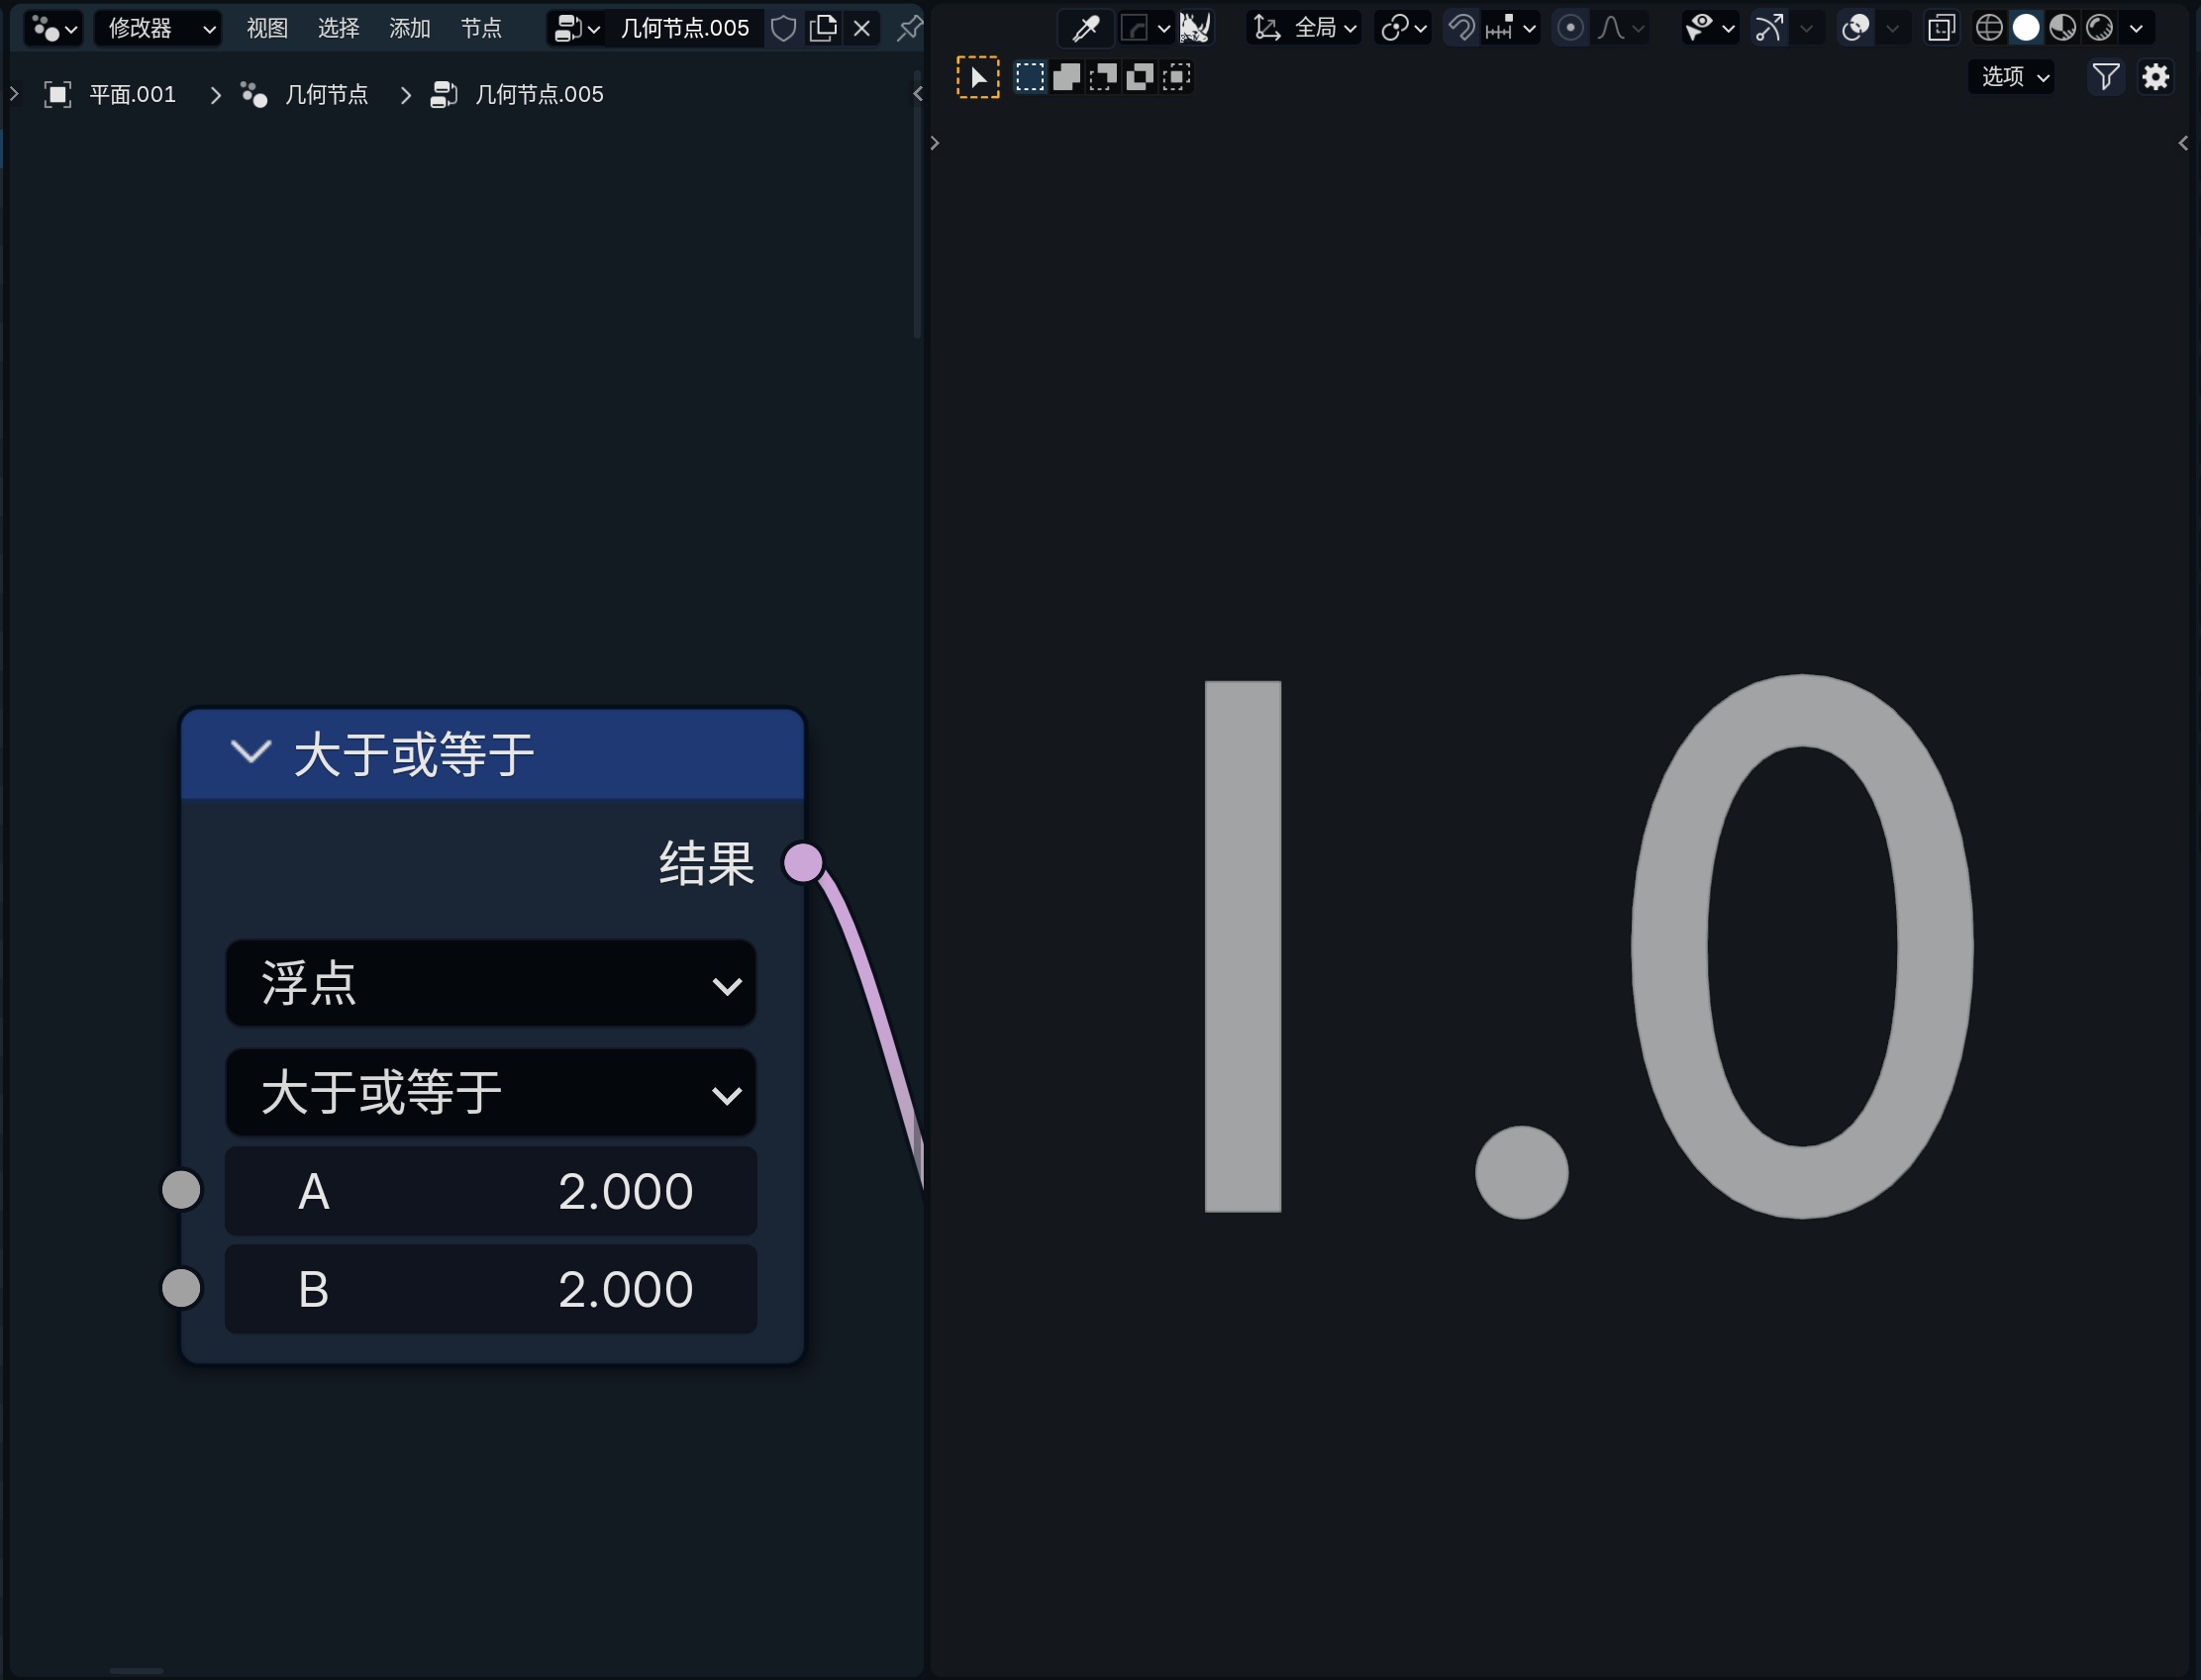 修改器 视图 选择 添加 节点 几何节点.005
平面.001 几何节点 几何节点.005
大于或等于
结果
浮点
大于或等于
A 2.000
B 2.000
全局
选项
1.0